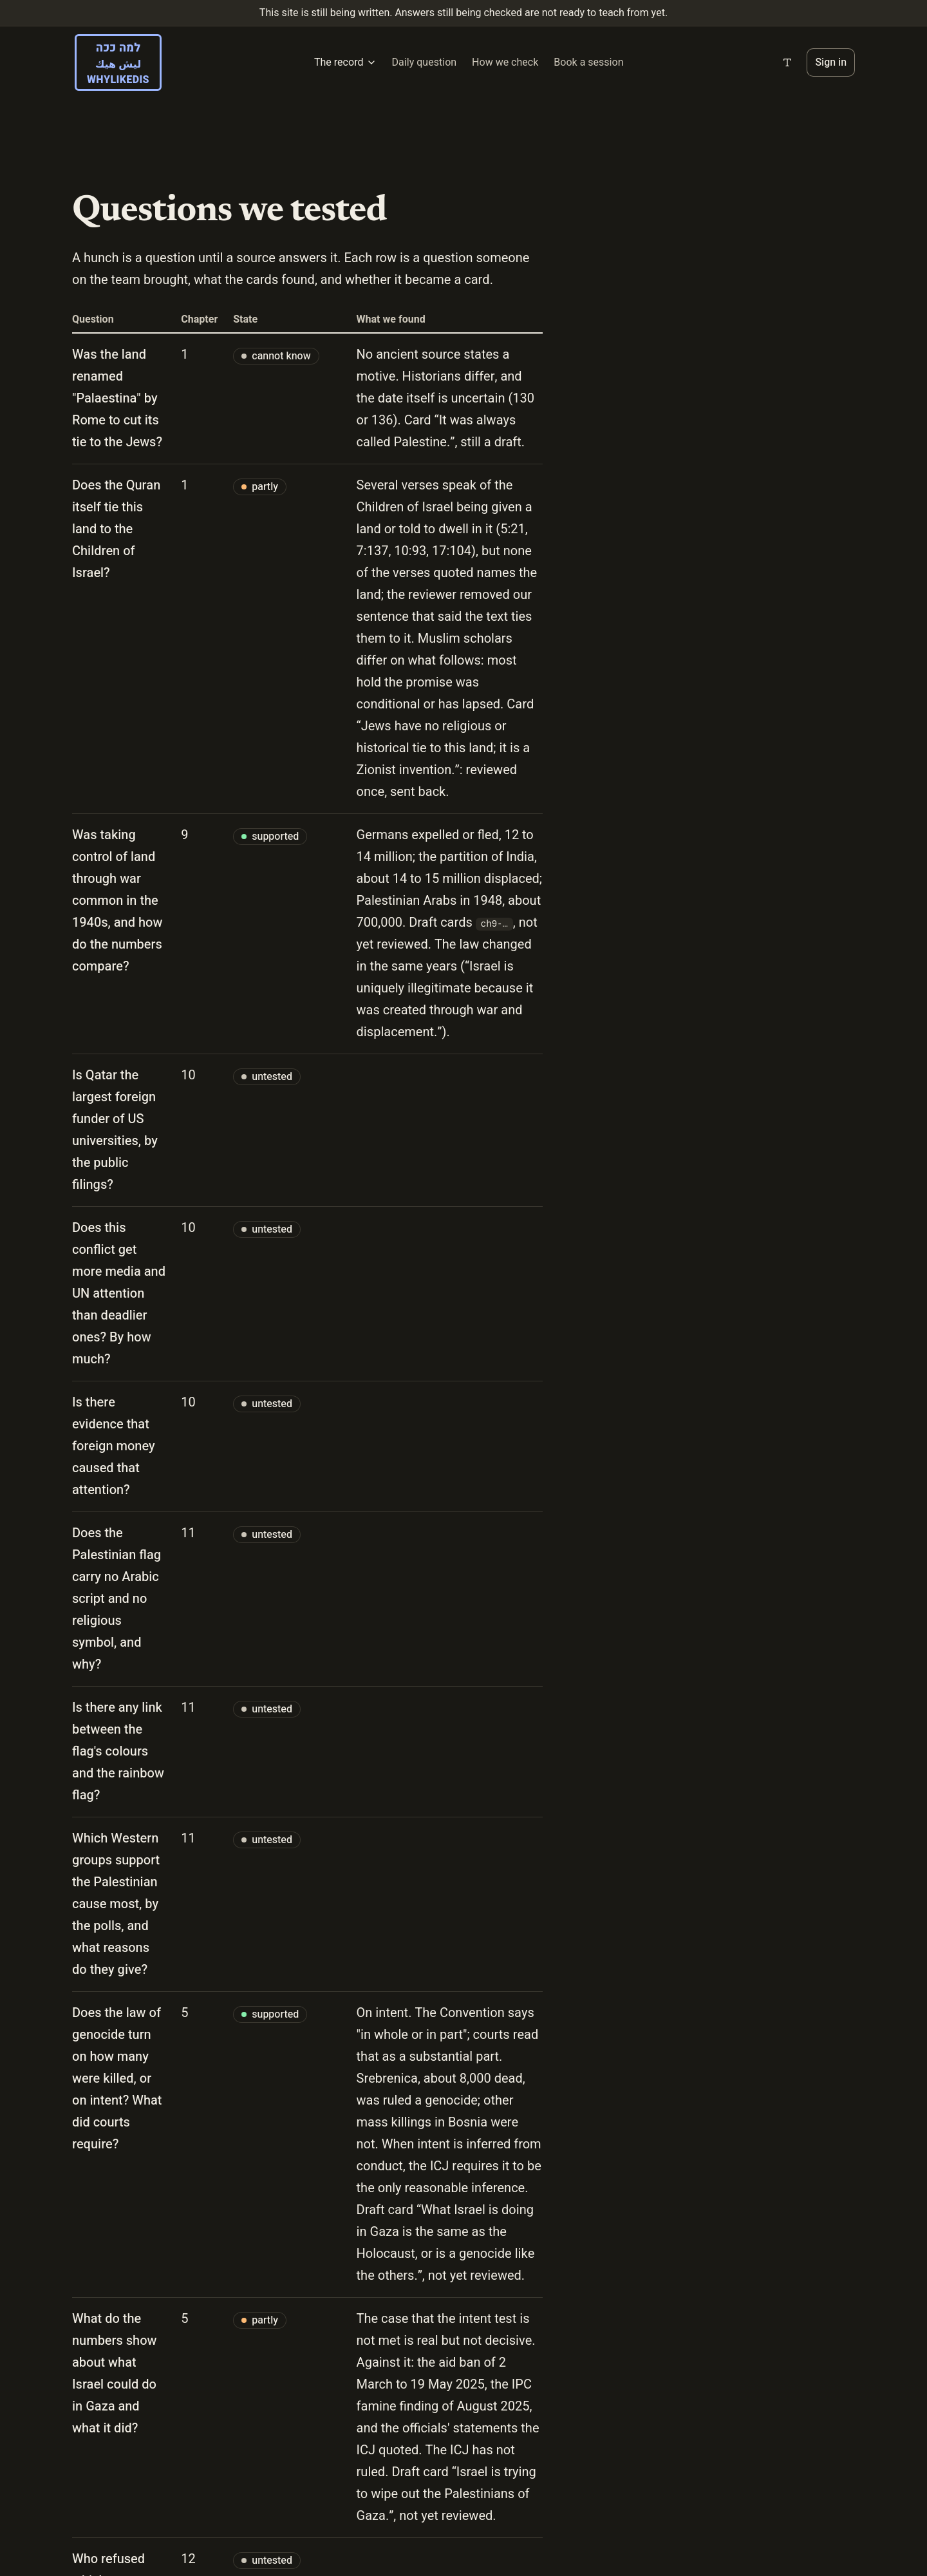 This site is still being written. Answers still being checked are not ready to teach from yet.
למה ככה
ليش هيك
WHYLIKEDIS
The record
Daily question
How we check
Book a session
T
Sign in
Questions we tested
A hunch is a question until a source answers it. Each row is a question someone
on the team brought, what the cards found, and whether it became a card.
Question
Chapter
State
What we found
Was the land
renamed
"Palaestina" by
Rome to cut its
tie to the Jews?
1
cannot know
No ancient source states a
motive. Historians differ, and
the date itself is uncertain (130
or 136). Card “It was always
called Palestine.”, still a draft.
Does the Quran
itself tie this
land to the
Children of
Israel?
1
partly
Several verses speak of the
Children of Israel being given a
land or told to dwell in it (5:21,
7:137, 10:93, 17:104), but none
of the verses quoted names the
land; the reviewer removed our
sentence that said the text ties
them to it. Muslim scholars
differ on what follows: most
hold the promise was
conditional or has lapsed. Card
“Jews have no religious or
historical tie to this land; it is a
Zionist invention.”: reviewed
once, sent back.
Was taking
control of land
through war
common in the
1940s, and how
do the numbers
compare?
9
supported
Germans expelled or fled, 12 to
14 million; the partition of India,
about 14 to 15 million displaced;
Palestinian Arabs in 1948, about
700,000. Draft cards ch9-…, not
yet reviewed. The law changed
in the same years (“Israel is
uniquely illegitimate because it
was created through war and
displacement.”).
Is Qatar the
largest foreign
funder of US
universities, by
the public
filings?
10
untested
Does this
conflict get
more media and
UN attention
than deadlier
ones? By how
much?
10
untested
Is there
evidence that
foreign money
caused that
attention?
10
untested
Does the
Palestinian flag
carry no Arabic
script and no
religious
symbol, and
why?
11
untested
Is there any link
between the
flag's colours
and the rainbow
flag?
11
untested
Which Western
groups support
the Palestinian
cause most, by
the polls, and
what reasons
do they give?
11
untested
Does the law of
genocide turn
on how many
were killed, or
on intent? What
did courts
require?
5
supported
On intent. The Convention says
"in whole or in part"; courts read
that as a substantial part.
Srebrenica, about 8,000 dead,
was ruled a genocide; other
mass killings in Bosnia were
not. When intent is inferred from
conduct, the ICJ requires it to be
the only reasonable inference.
Draft card “What Israel is doing
in Gaza is the same as the
Holocaust, or is a genocide like
the others.”, not yet reviewed.
What do the
numbers show
about what
Israel could do
in Gaza and
what it did?
5
partly
The case that the intent test is
not met is real but not decisive.
Against it: the aid ban of 2
March to 19 May 2025, the IPC
famine finding of August 2025,
and the officials' statements the
ICJ quoted. The ICJ has not
ruled. Draft card “Israel is trying
to wipe out the Palestinians of
Gaza.”, not yet reviewed.
Who refused
12
untested